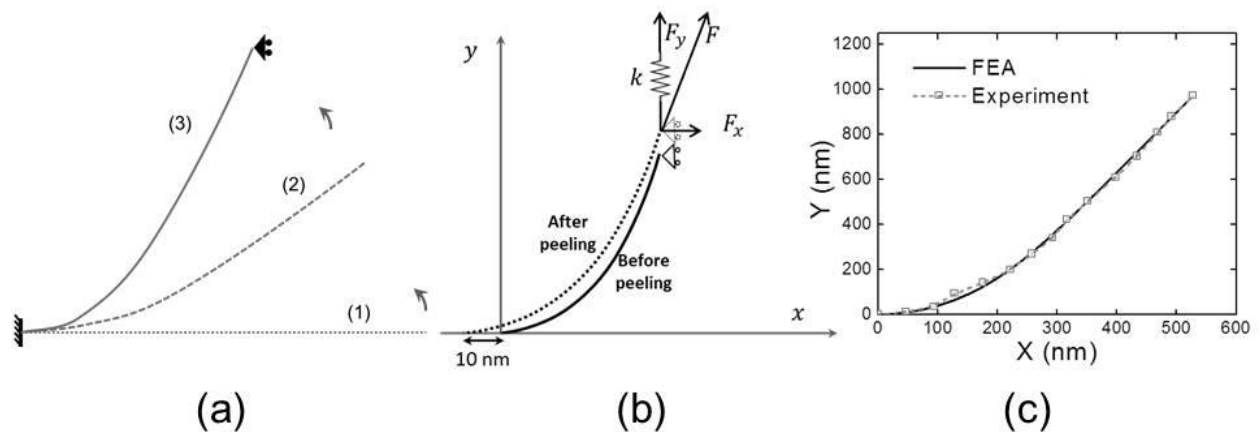 (3)
(2)
(1)
(a)
y
F_y
F
k
F_x
After
peeling
Before
peeling
x
10 nm
(b)
1200
1000
800
600
400
200
0
Y (nm)
FEA
Experiment
0 100 200 300 400 500 600
X (nm)
(c)